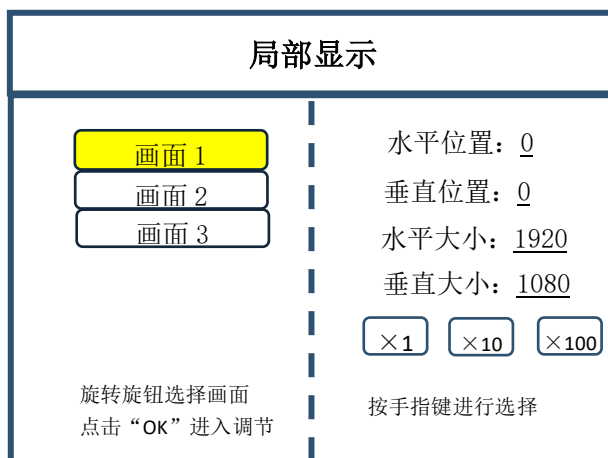 局部显示
画面 1
画面 2
画面 3
旋转旋钮选择画面
点击“OK”进入调节
水平位置：0
垂直位置：0
水平大小：1920
垂直大小：1080
×1 ×10 ×100
按手指键进行选择